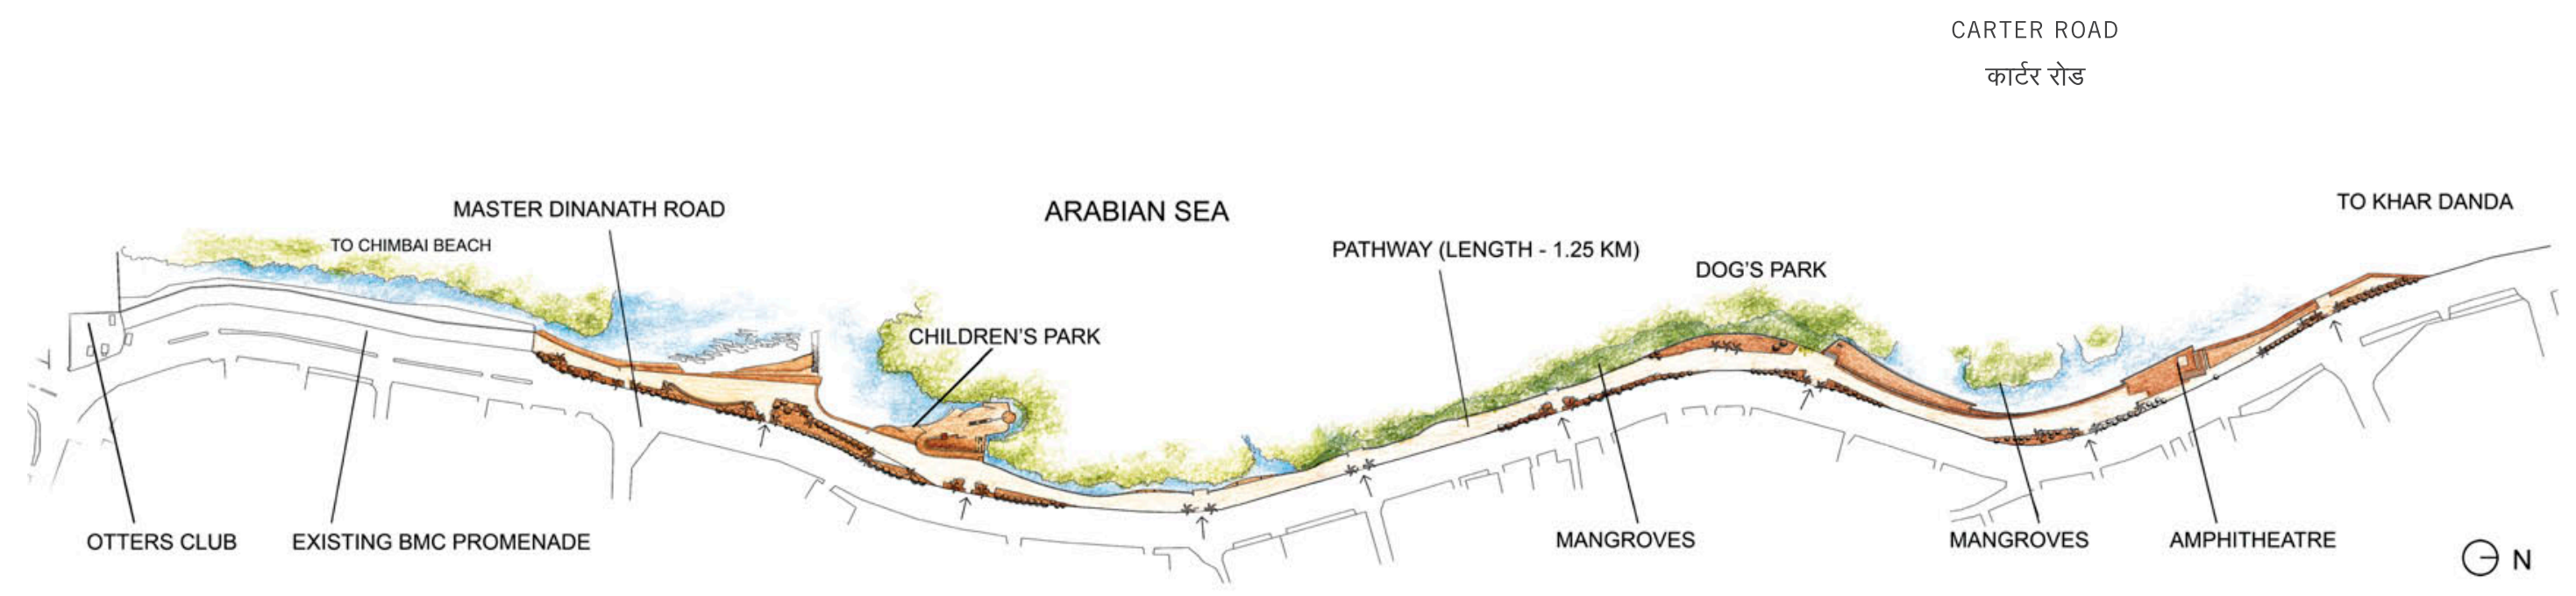 CARTER ROAD
कार्टर रोड
TO KHAR DANDA
MASTER DINANATH ROAD
ARABIAN SEA
TO CHIMBAI BEACH
PATHWAY (LENGTH - 1.25 KM)
DOG'S PARK
CHILDREN'S PARK
OTTERS CLUB
EXISTING BMC PROMENADE
MANGROVES
MANGROVES
AMPHITHEATRE
N